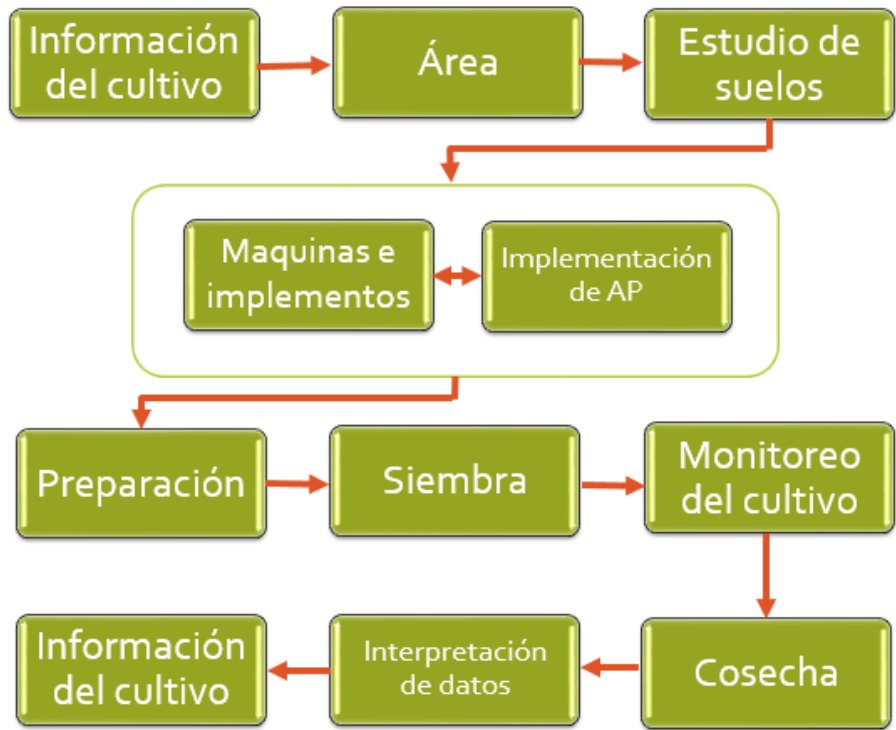 Información
del cultivo
Área
Estudio de
suelos
Maquinas e
implementos
Implementación
de AP
Preparación
Siembra
Monitoreo
del cultivo
Información
del cultivo
Interpretación
de datos
Cosecha